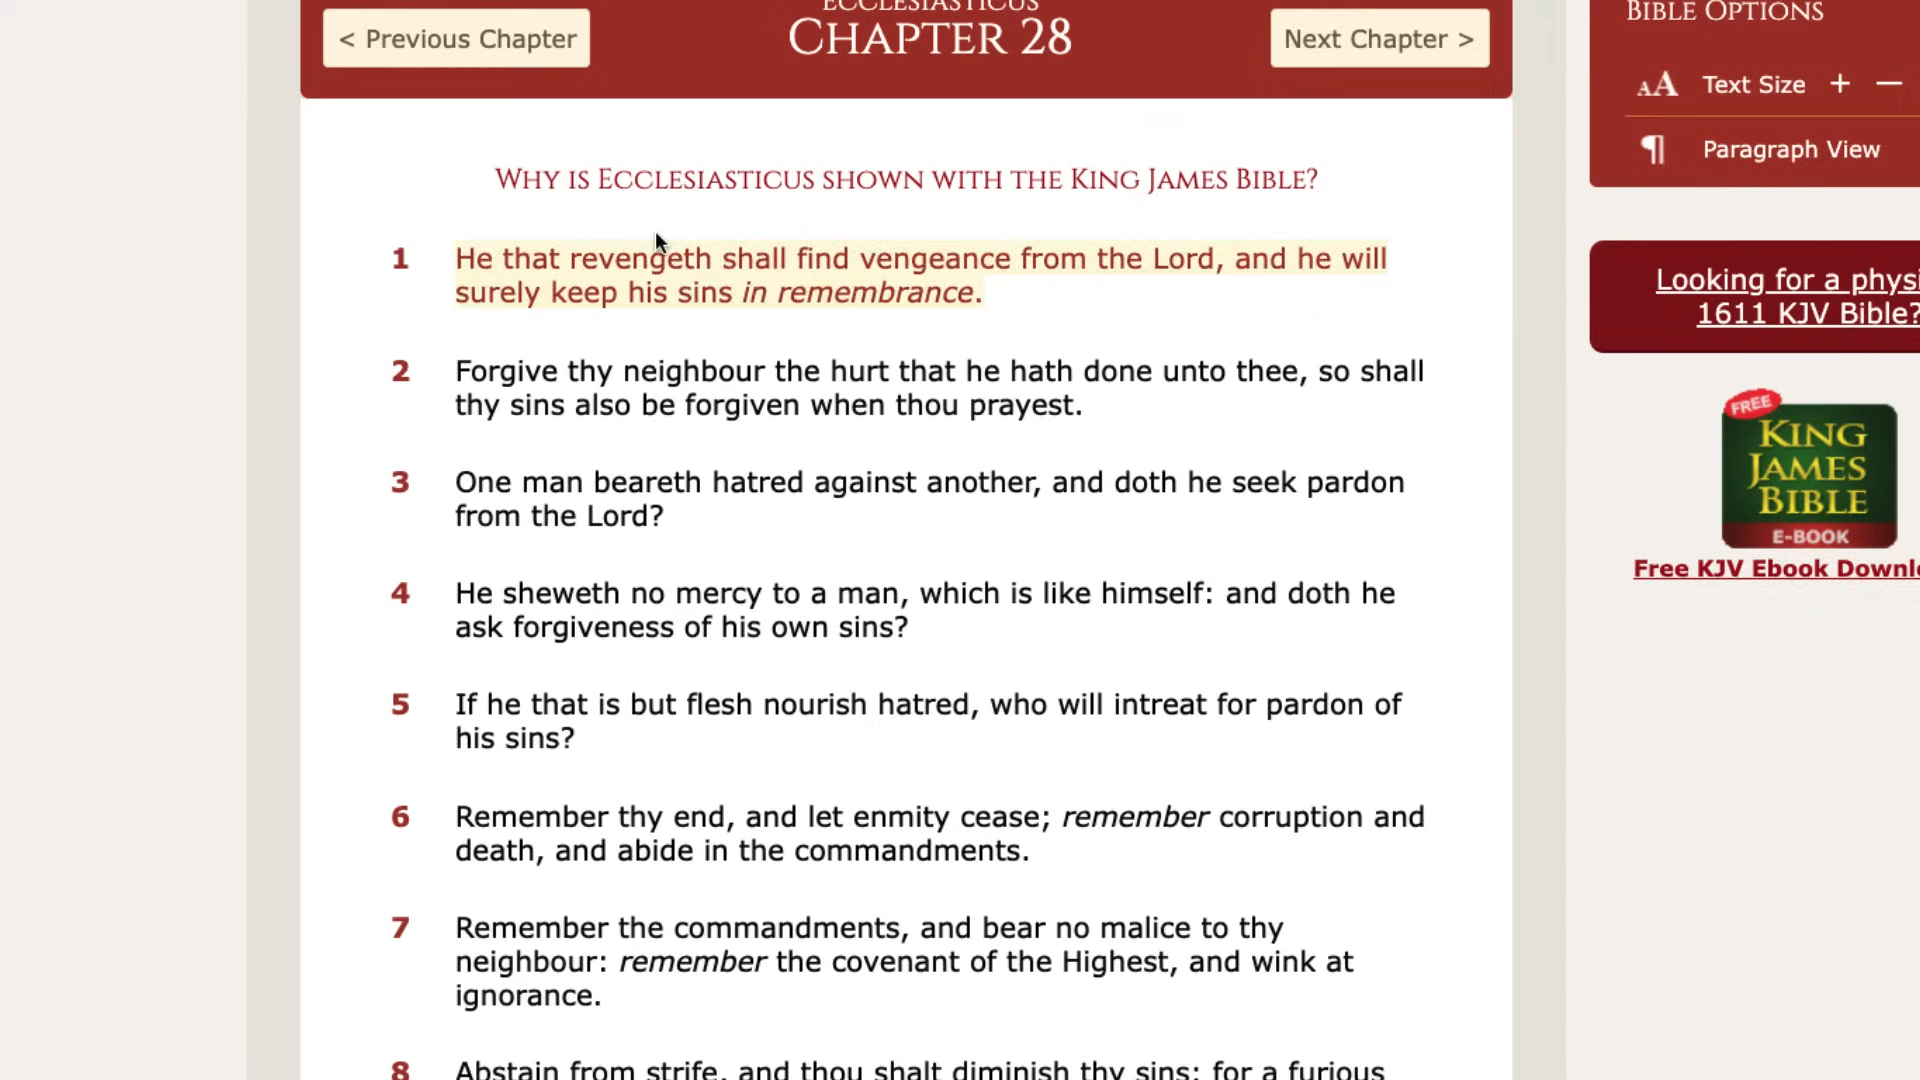 ECCLESIASTICUS
< Previous Chapter
CHAPTER 28
Next Chapter >
WHY IS ECCLESIASTICUS SHOWN WITH THE KING JAMES BIBLE?
1 He that revengeth shall find vengeance from the Lord, and he will
surely keep his sins in remembrance.
2 Forgive thy neighbour the hurt that he hath done unto thee, so shall
thy sins also be forgiven when thou prayest.
3 One man beareth hatred against another, and doth he seek pardon
from the Lord?
4 He sheweth no mercy to a man, which is like himself: and doth he
ask forgiveness of his own sins?
5 If he that is but flesh nourish hatred, who will intreat for pardon of
his sins?
6 Remember thy end, and let enmity cease; remember corruption and
death, and abide in the commandments.
7 Remember the commandments, and bear no malice to thy
neighbour: remember the covenant of the Highest, and wink at
ignorance.
8 Abstain from strife, and thou shalt diminish thy sins: for a furious
BIBLE OPTIONS
AA Text Size + −
¶ Paragraph View
Looking for a physi
1611 KJV Bible?
FREE
KING
JAMES
BIBLE
E-BOOK
Free KJV Ebook Downl